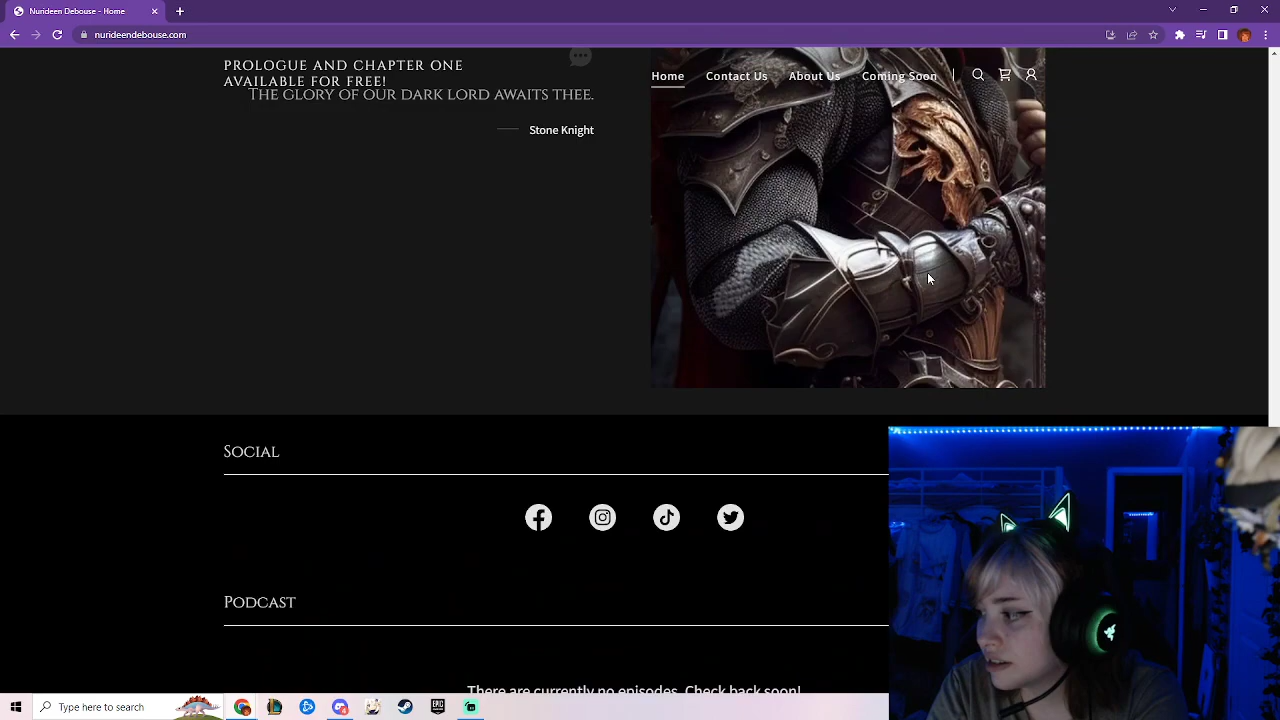 Nurideen Debouse - Home
nurideendebouse.com
PROLOGUE AND CHAPTER ONE
AVAILABLE FOR FREE!
Home Contact Us About Us Coming Soon
THE GLORY OF OUR DARK LORD AWAITS THEE.
Stone Knight
SOCIAL
PODCAST
There are currently no episodes. Check back soon!
Type here to search
EPIC